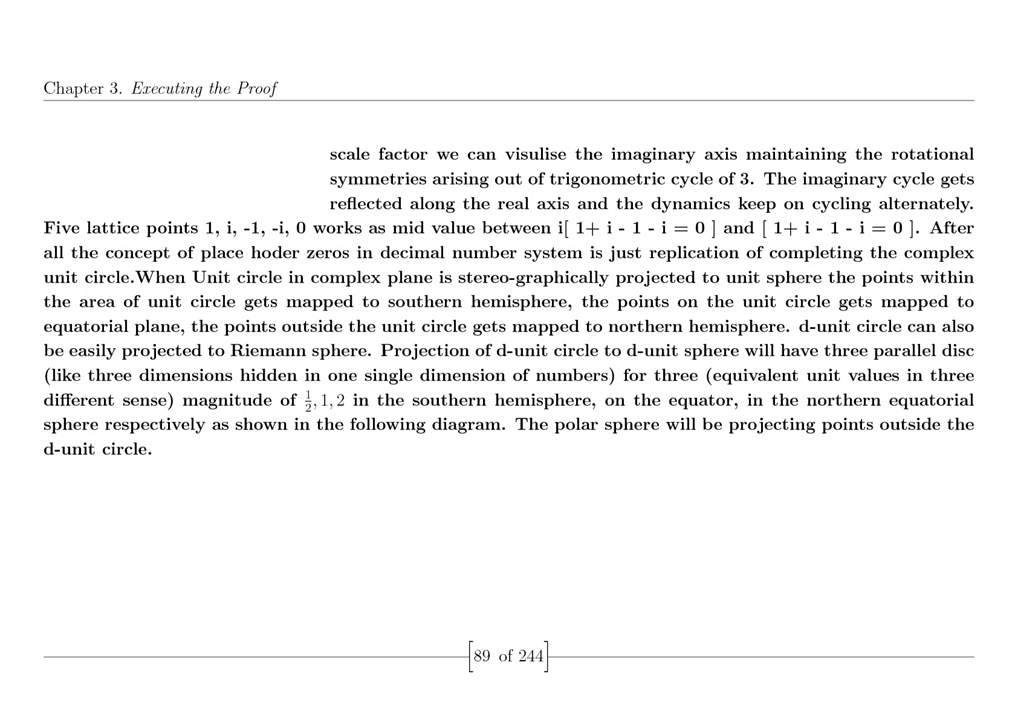 Chapter 3. Executing the Proof
scale factor we can visulise the imaginary axis maintaining the rotational
symmetries arising out of trigonometric cycle of 3. The imaginary cycle gets
reflected along the real axis and the dynamics keep on cycling alternately.
Five lattice points 1, i, -1, -i, 0 works as mid value between i[ 1+ i - 1 - i = 0 ] and [ 1+ i - 1 - i = 0 ]. After
all the concept of place hoder zeros in decimal number system is just replication of completing the complex
unit circle.When Unit circle in complex plane is stereo-graphically projected to unit sphere the points within
the area of unit circle gets mapped to southern hemisphere, the points on the unit circle gets mapped to
equatorial plane, the points outside the unit circle gets mapped to northern hemisphere. d-unit circle can also
be easily projected to Riemann sphere. Projection of d-unit circle to d-unit sphere will have three parallel disc
(like three dimensions hidden in one single dimension of numbers) for three (equivalent unit values in three
different sense) magnitude of 1/2, 1, 2 in the southern hemisphere, on the equator, in the northern equatorial
sphere respectively as shown in the following diagram. The polar sphere will be projecting points outside the
d-unit circle.
[89 of 244]